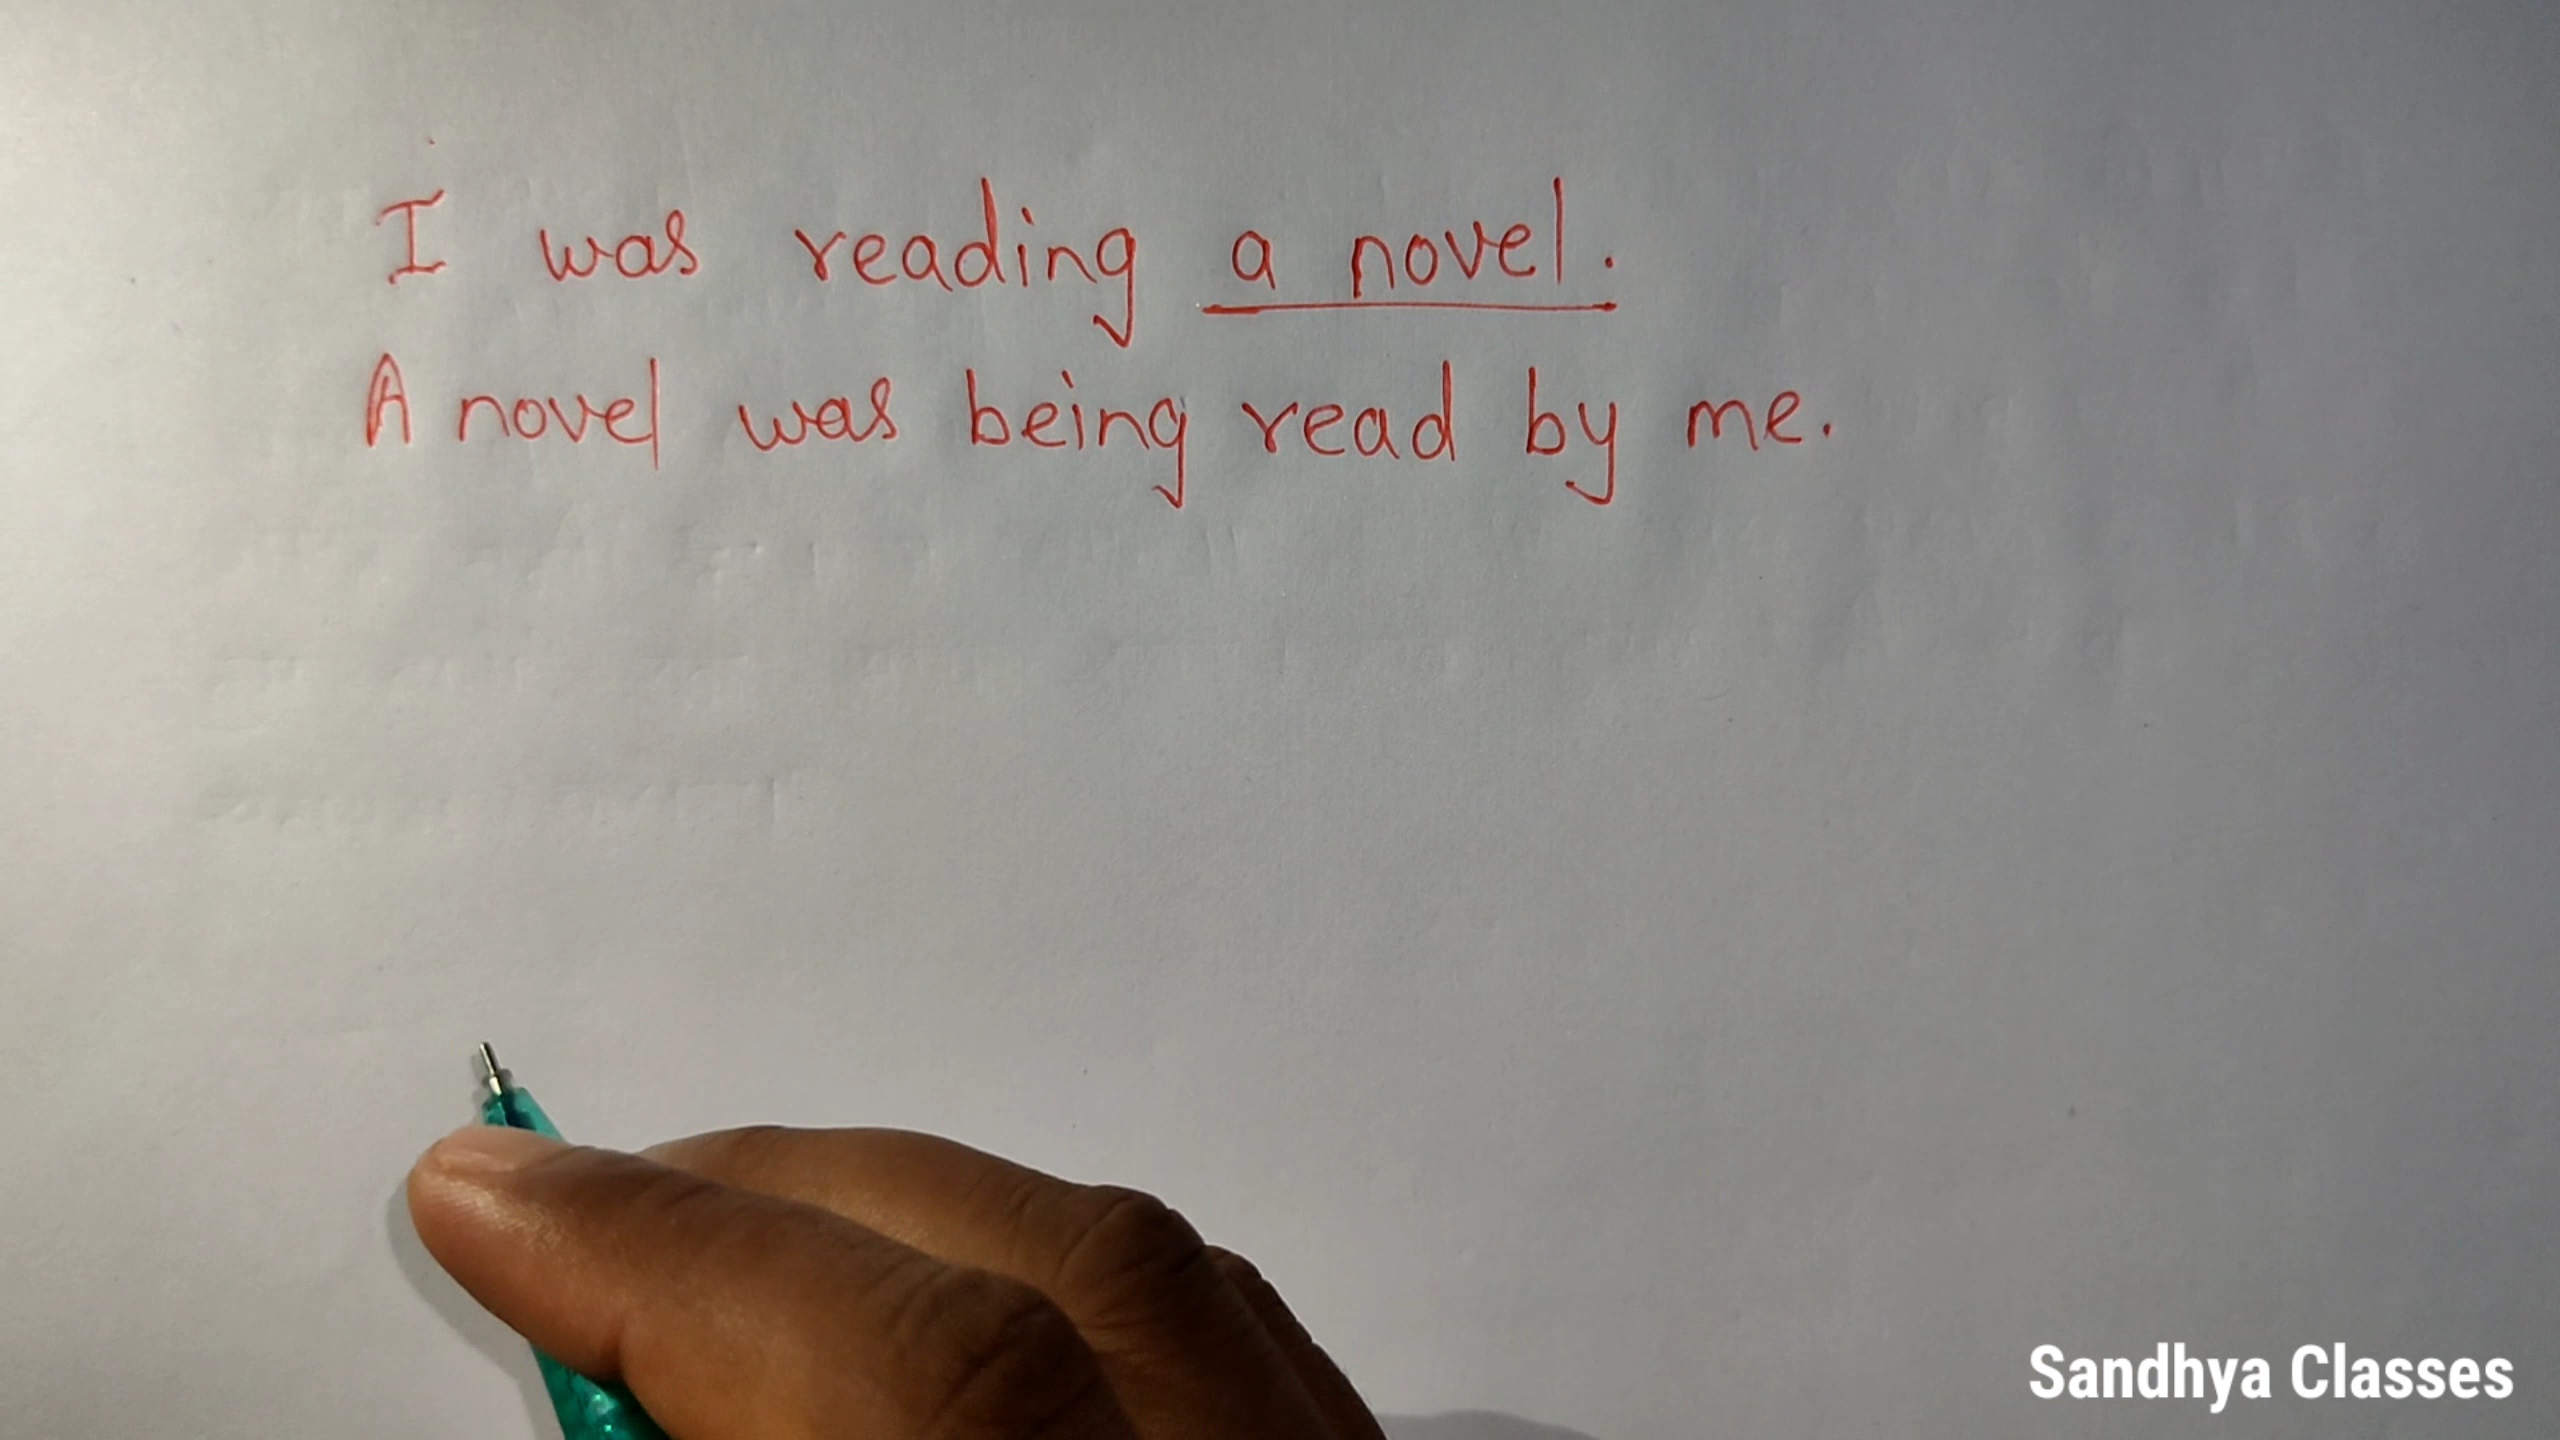 I was reading a novel.
A novel was being read by me.
Sandhya Classes